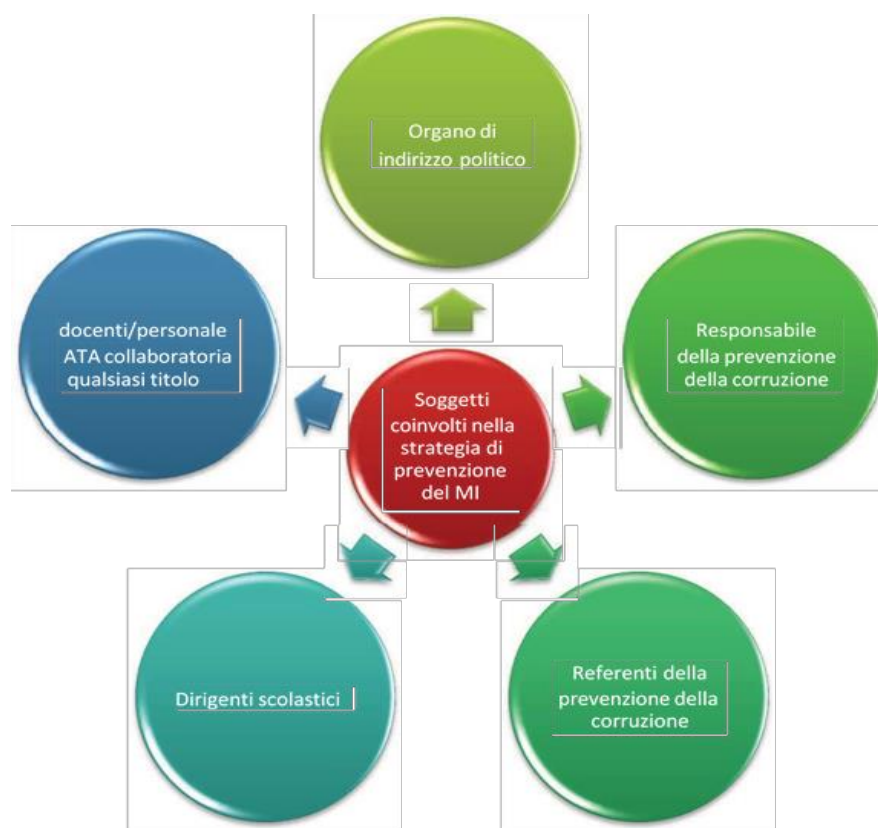 Organo di
indirizzo politico
docenti/personale
ATA collaboratoria
qualsiasi titolo
Responsabile
della prevenzione
della corruzione
Soggetti
coinvolti nella
strategia di
prevenzione
del MI
Dirigenti scolastici
Referenti della
prevenzione della
corruzione